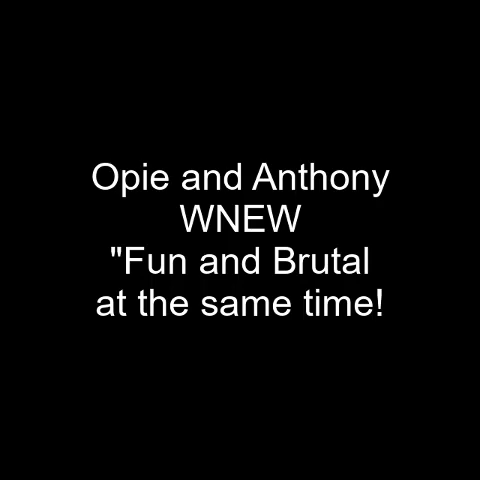 Opie and Anthony
WNEW
"Fun and Brutal
at the same time!